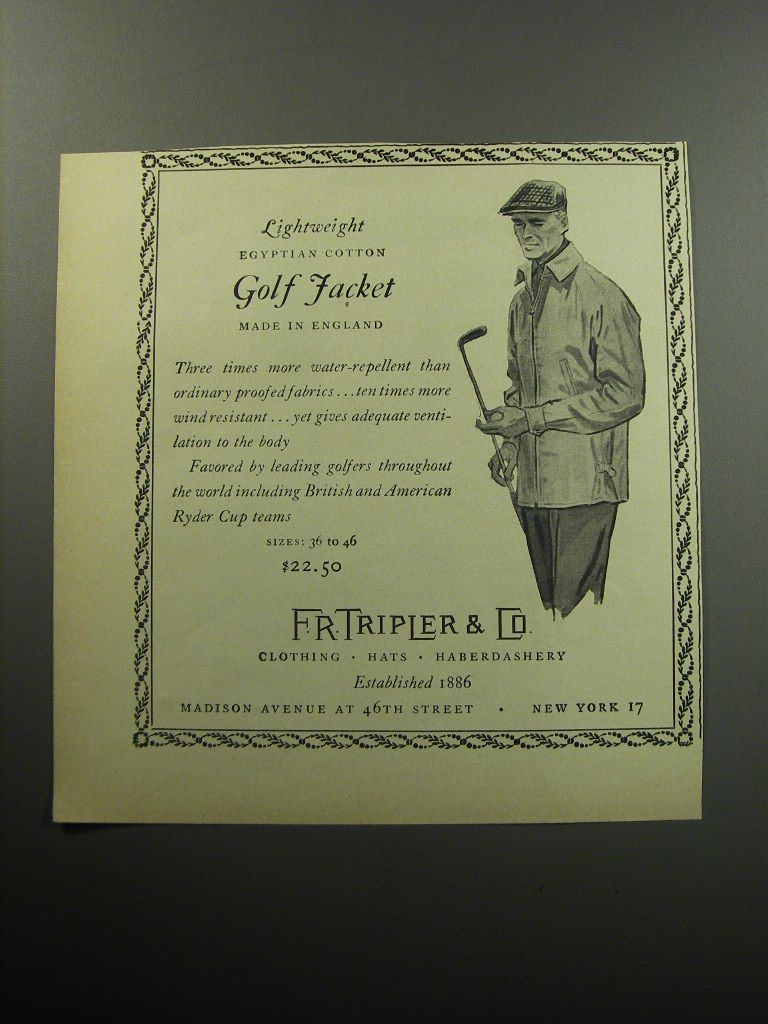 Lightweight
EGYPTIAN COTTON
Golf Jacket
MADE IN ENGLAND
Three times more water-repellent than
ordinary proofed fabrics...ten times more
wind resistant...yet gives adequate venti-
lation to the body
Favored by leading golfers throughout
the world including British and American
Ryder Cup teams
SIZES: 36 to 46
$22.50
F.R.TRIPLER & CO.
CLOTHING · HATS · HABERDASHERY
Established 1886
MADISON AVENUE AT 46TH STREET · NEW YORK 17